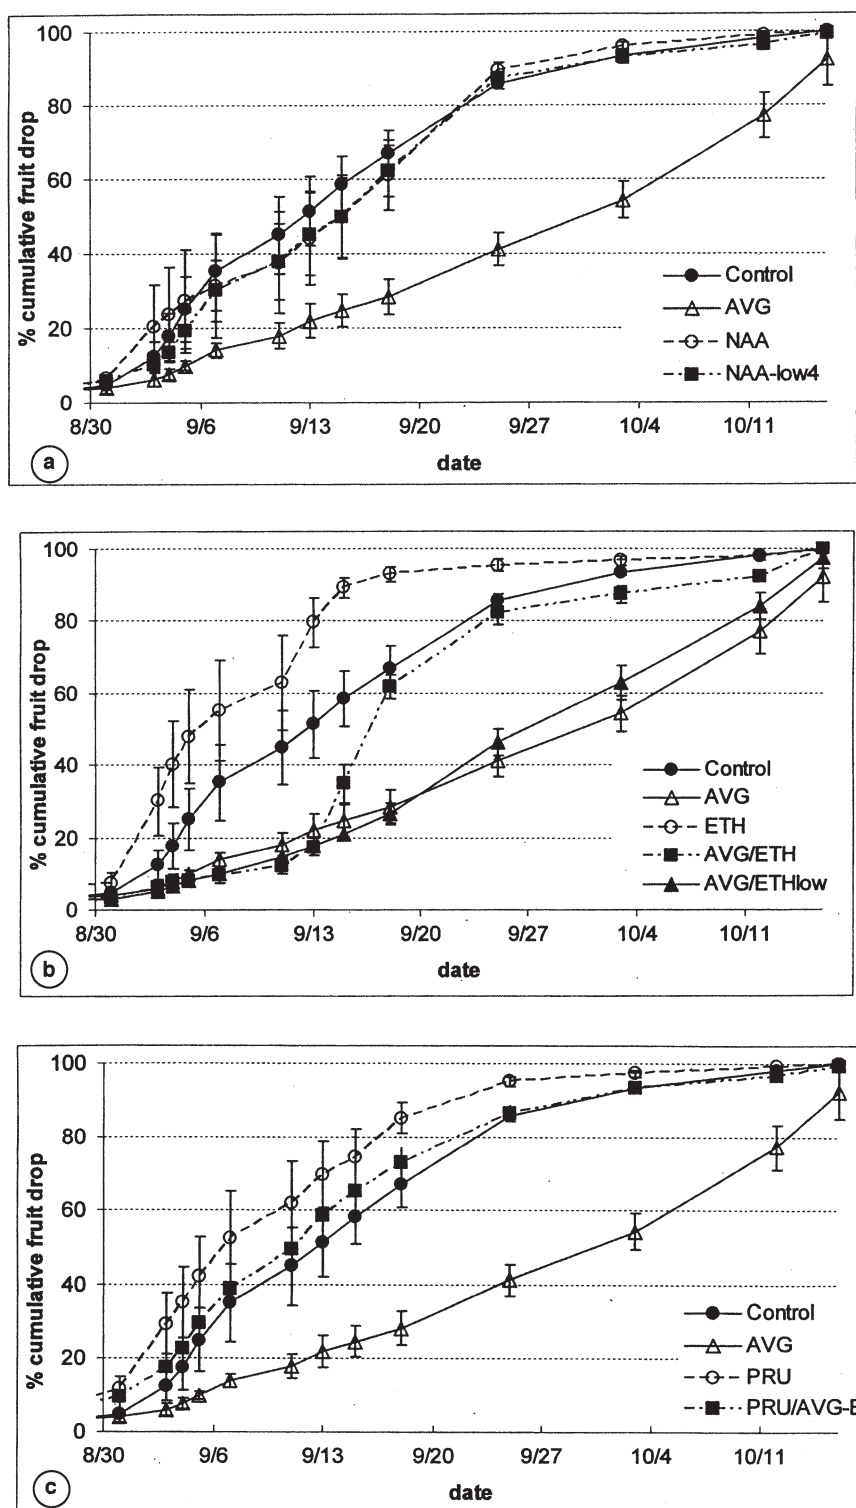 100
80
60
40
20
0
% cumulative fruit drop
Control
AVG
NAA
NAA-low4
8/30 9/6 9/13 9/20 9/27 10/4 10/11
date
a
100
80
60
40
20
0
% cumulative fruit drop
Control
AVG
ETH
AVG/ETH
AVG/ETHlow
8/30 9/6 9/13 9/20 9/27 10/4 10/11
date
b
100
80
60
40
20
0
% cumulative fruit drop
Control
AVG
PRU
PRU/AVG-E
8/30 9/6 9/13 9/20 9/27 10/4 10/11
date
c